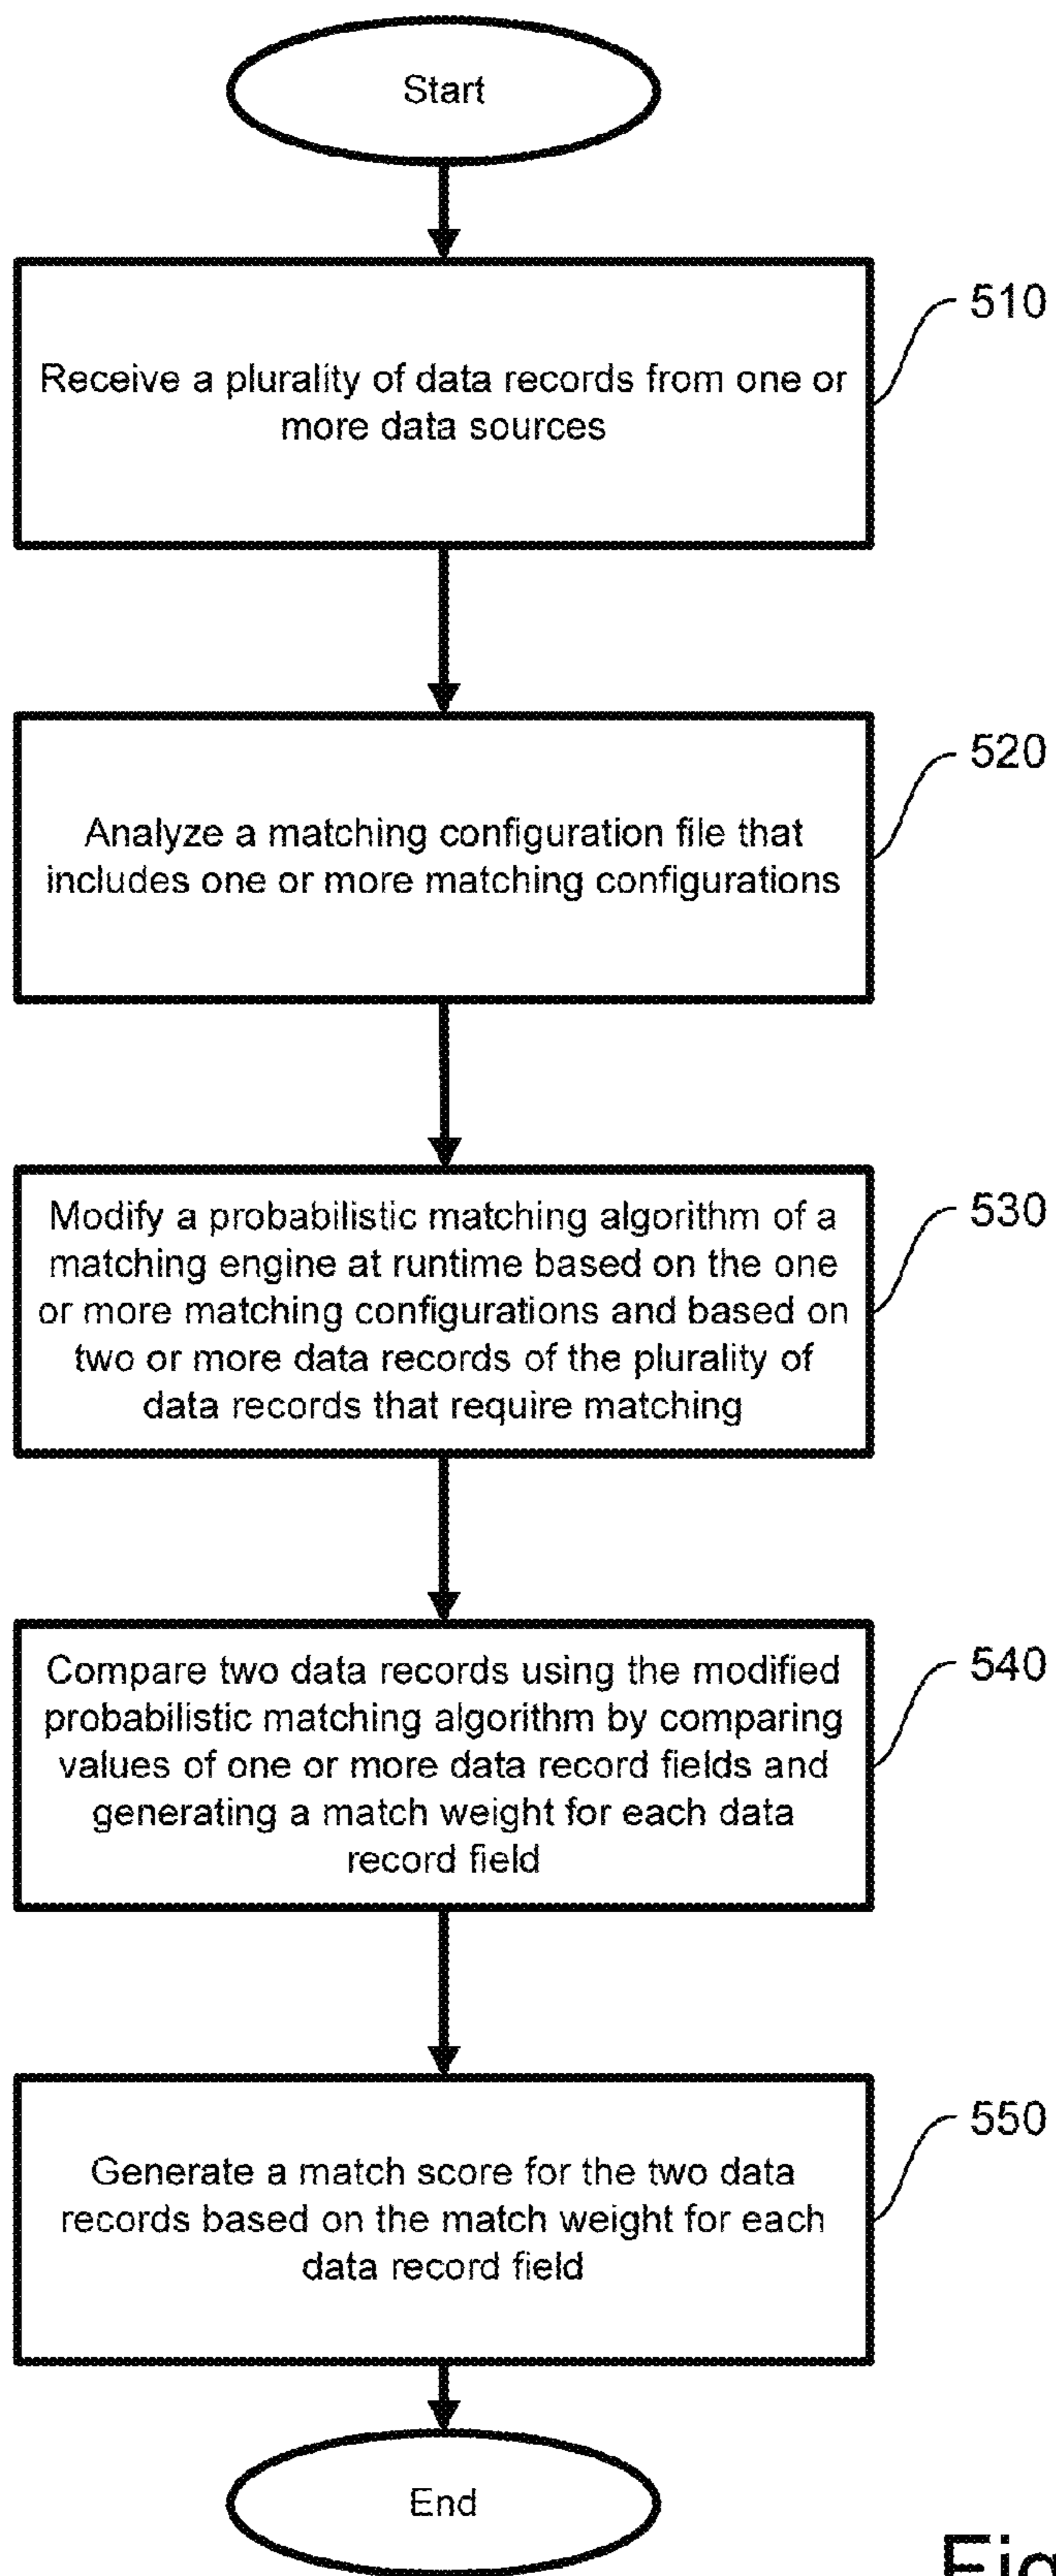 Start
510
Receive a plurality of data records from one or
more data sources
520
Analyze a matching configuration file that
includes one or more matching configurations
530
Modify a probabilistic matching algorithm of a
matching engine at runtime based on the one
or more matching configurations and based on
two or more data records of the plurality of
data records that require matching
540
Compare two data records using the modified
probabilistic matching algorithm by comparing
values of one or more data record fields and
generating a match weight for each data
record field
550
Generate a match score for the two data
records based on the match weight for each
data record field
End
Fig